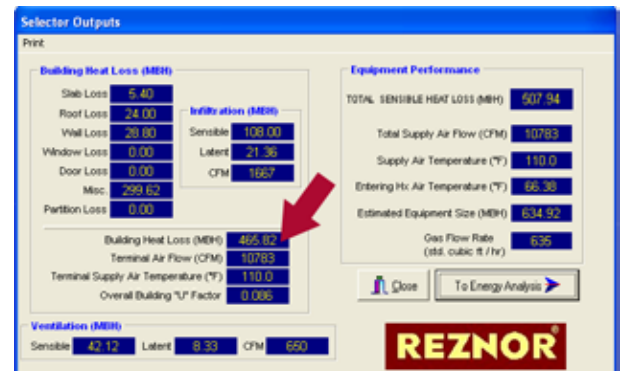 Selector Outputs
Print
Building Heat Loss (MBH)
Slab Loss 5.40
Roof Loss 24.00
Wall Loss 28.80
Window Loss 0.00
Door Loss 0.00
Misc. 299.62
Partition Loss 0.00
Infiltration (MBH)
Sensible 108.00
Latent 21.36
CFM 1667
Building Heat Loss (MBH) 465.82
Terminal Air Flow (CFM) 10783
Terminal Supply Air Temperature (°F) 110.0
Overall Building "U" Factor 0.086
Ventilation (MBH)
Sensible 42.12 Latent 8.33 CFM 650
Equipment Performance
TOTAL SENSIBLE HEAT LOSS (MBH) 507.94
Total Supply Air Flow (CFM) 10783
Supply Air Temperature (°F) 110.0
Entering Hx Air Temperature (°F) 66.38
Estimated Equipment Size (MBH) 634.92
Gas Flow Rate
(std. cubic ft / hr) 635
Close To Energy Analysis
REZNOR®